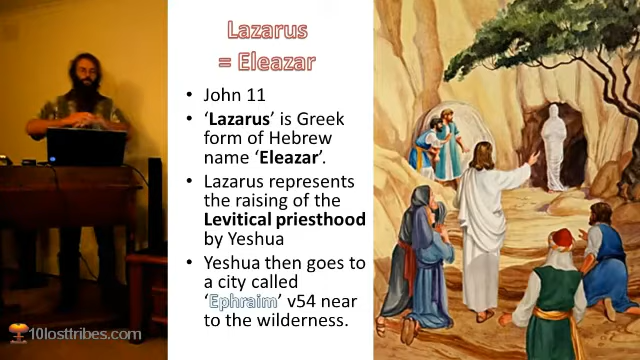 Lazarus
= Eleazar
• John 11
• ‘Lazarus’ is Greek
form of Hebrew
name ‘Eleazar’.
• Lazarus represents
the raising of the
Levitical priesthood
by Yeshua
• Yeshua then goes to
a city called
‘Ephraim’ v54 near
to the wilderness.
10losttribes.com